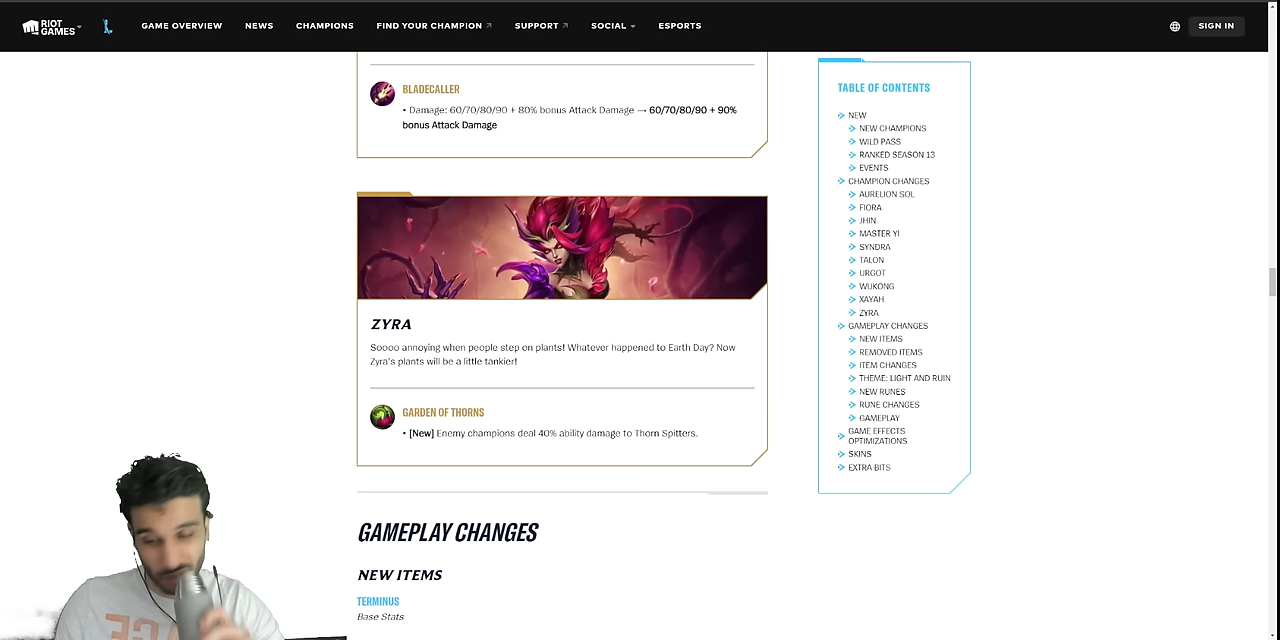 RIOT
GAMES
GAME OVERVIEW
NEWS
CHAMPIONS
FIND YOUR CHAMPION
SUPPORT
SOCIAL
ESPORTS
SIGN IN
BLADECALLER
• Damage: 60/70/80/90 + 80% bonus Attack Damage → 60/70/80/90 + 90%
bonus Attack Damage
ZYRA
Soooo annoying when people step on plants! Whatever happened to Earth Day? Now
Zyra's plants will be a little tankier!
GARDEN OF THORNS
• [New] Enemy champions deal 40% ability damage to Thorn Spitters.
GAMEPLAY CHANGES
NEW ITEMS
TERMINUS
Base Stats
TABLE OF CONTENTS
NEW
NEW CHAMPIONS
WILD PASS
RANKED SEASON 13
EVENTS
CHAMPION CHANGES
AURELION SOL
FIORA
JHIN
MASTER YI
SYNDRA
TALON
URGOT
WUKONG
XAYAH
ZYRA
GAMEPLAY CHANGES
NEW ITEMS
REMOVED ITEMS
ITEM CHANGES
THEME: LIGHT AND RUIN
NEW RUNES
RUNE CHANGES
GAMEPLAY
GAME EFFECTS
OPTIMIZATIONS
SKINS
EXTRA BITS